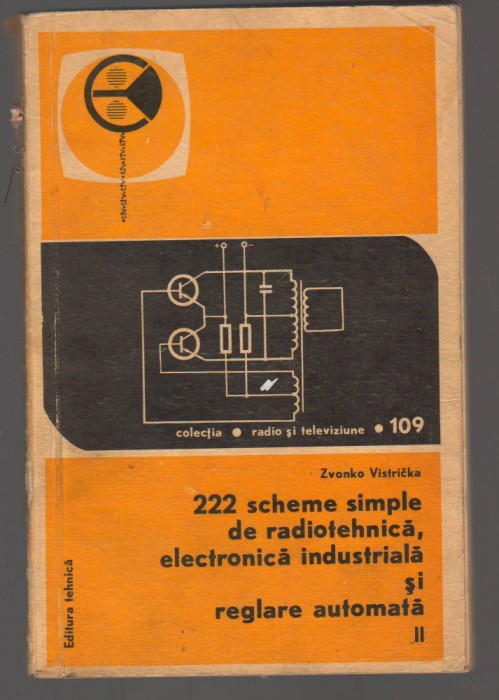 + −
colecția • radio și televiziune • 109
Zvonko Vistrička
222 scheme simple
de radiotehnică,
electronică industrială
și
reglare automată
II
Editura tehnică